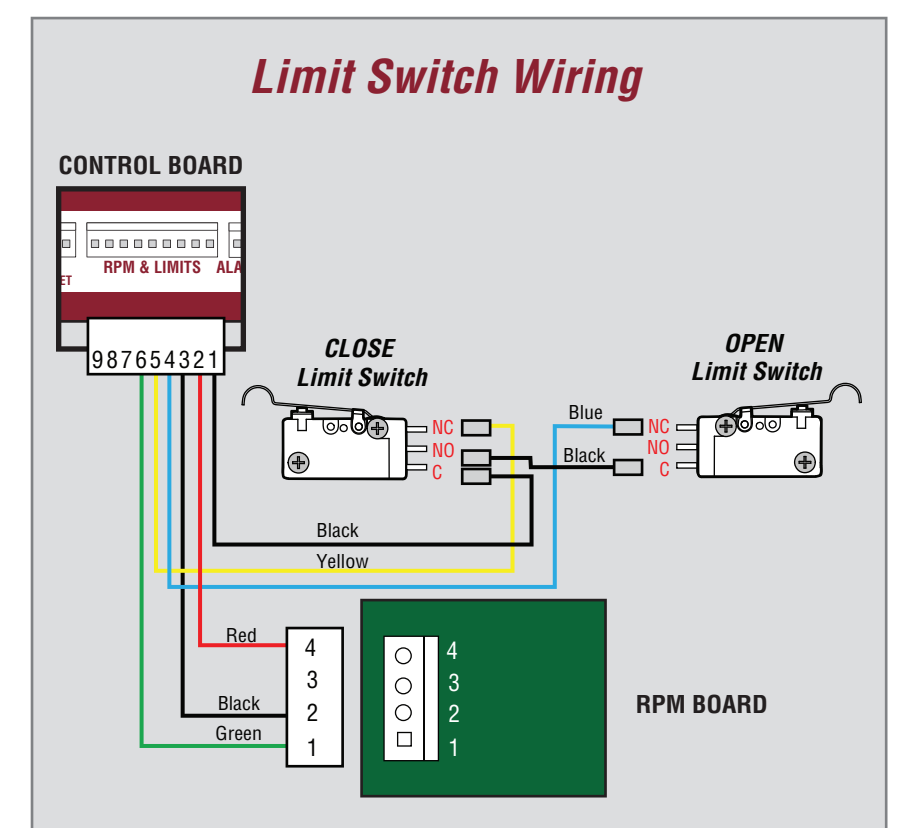 Limit Switch Wiring
CONTROL BOARD
RPM & LIMITS
ALA
ET
987654321
CLOSE
Limit Switch
OPEN
Limit Switch
NC
NO
C
Blue
Black
NC
NO
C
Black
Yellow
Red
Black
Green
4
3
2
1
4
3
2
1
RPM BOARD